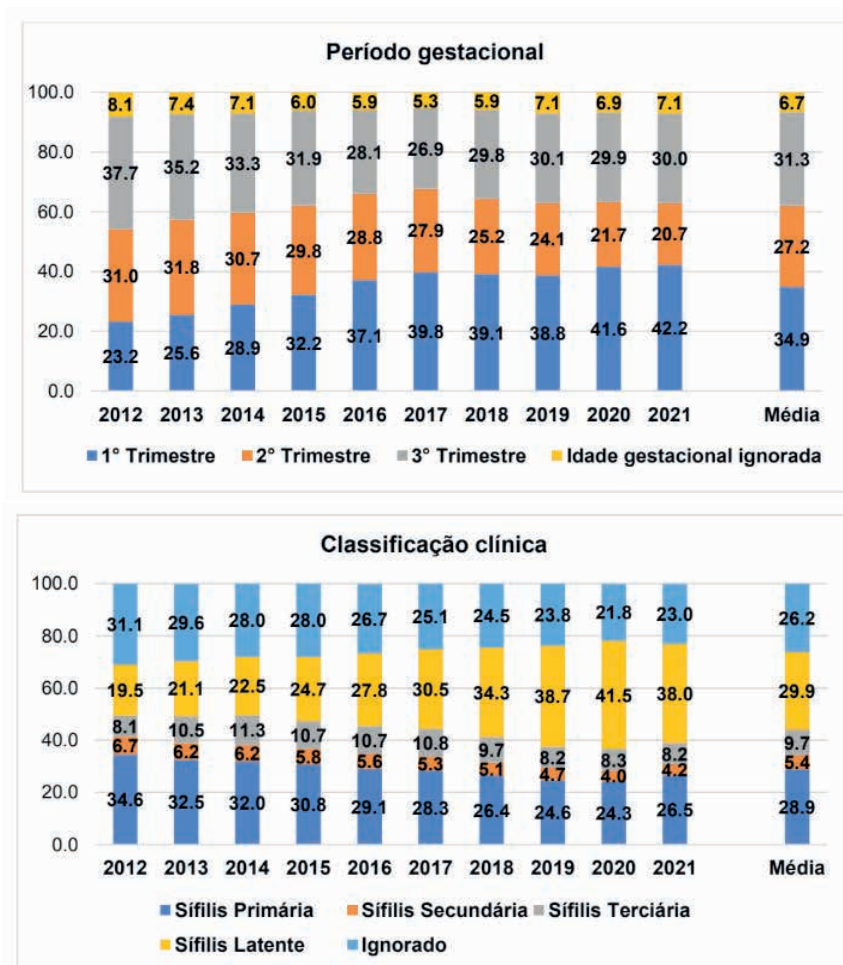 Período gestacional
100.0
8.1 7.4 7.1 6.0 5.9 5.3 5.9 7.1 6.9 7.1 6.7
80.0
37.7 35.2 33.3 31.9 28.1 26.9 29.8 30.1 29.9 30.0 31.3
60.0
31.0 31.8 30.7 29.8 28.8 27.9 25.2 24.1 21.7 20.7 27.2
40.0
23.2 25.6 28.9 32.2 37.1 39.8 39.1 38.8 41.6 42.2 34.9
20.0
0.0
2012 2013 2014 2015 2016 2017 2018 2019 2020 2021 Média
1° Trimestre 2° Trimestre 3° Trimestre Idade gestacional ignorada
Classificação clínica
100.0
31.1 29.6 28.0 28.0 26.7 25.1 24.5 23.8 21.8 23.0 26.2
80.0
19.5 21.1 22.5 24.7 27.8 30.5 34.3 38.7 41.5 38.0 29.9
60.0
8.1 10.5 11.3 10.7 10.7 10.8 9.7 8.2 8.3 8.2 9.7
40.0
6.7 6.2 6.2 5.8 5.6 5.3 5.1 4.7 4.0 4.2 5.4
20.0
34.6 32.5 32.0 30.8 29.1 28.3 26.4 24.6 24.3 26.5 28.9
0.0
2012 2013 2014 2015 2016 2017 2018 2019 2020 2021 Média
Sífilis Primária Sífilis Secundária Sífilis Terciária
Sífilis Latente Ignorado